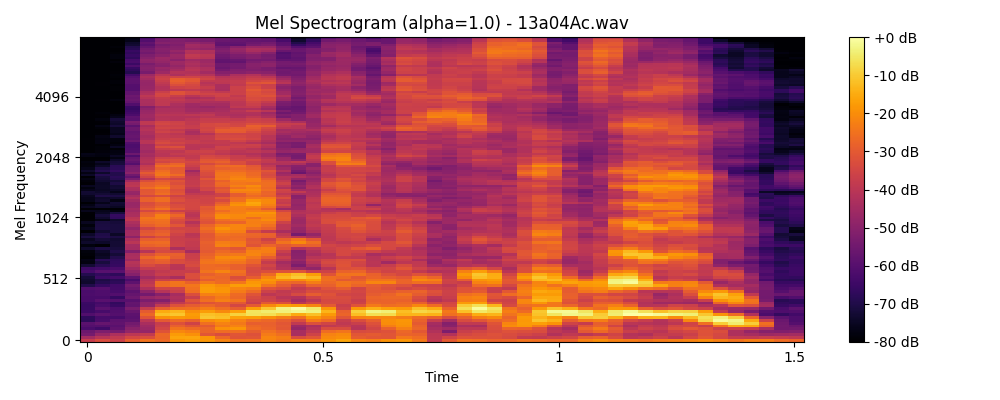 Mel Spectrogram (alpha=1.0) - 13a04Ac.wav
Mel Frequency
4096
2048
1024
512
0
0
0.5
1
1.5
Time
+0 dB
-10 dB
-20 dB
-30 dB
-40 dB
-50 dB
-60 dB
-70 dB
-80 dB